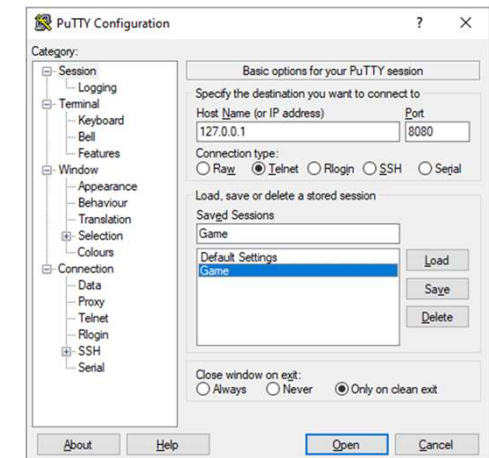 PuTTY Configuration
? ×
Category:
Session
Logging
Terminal
Keyboard
Bell
Features
Window
Appearance
Behaviour
Translation
Selection
Colours
Connection
Data
Proxy
Telnet
Rlogin
SSH
Serial
Basic options for your PuTTY session
Specify the destination you want to connect to
Host Name (or IP address) Port
127.0.0.1 8080
Connection type:
Raw Telnet Rlogin SSH Serial
Load, save or delete a stored session
Saved Sessions
Game
Default Settings
Game
Load
Save
Delete
Close window on exit:
Always Never Only on clean exit
About Help Open Cancel